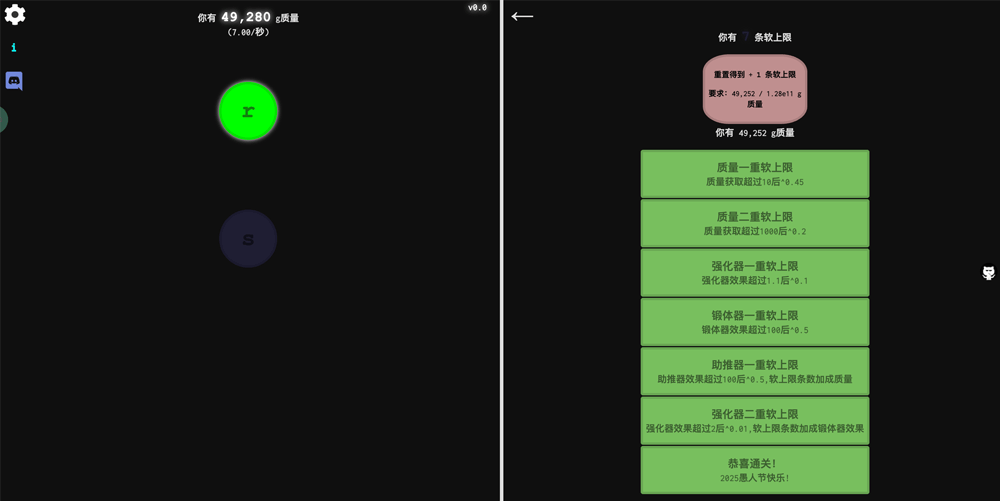 v0.0
你有 49,280 g质量
(7.00/秒)
i
r
s
←
你有 7 条软上限
重置得到 + 1 条软上限
要求: 49,252 / 1.28e11 g
质量
你有 49,252 g质量
质量一重软上限
质量获取超过10后^0.45
质量二重软上限
质量获取超过1000后^0.2
强化器一重软上限
强化器效果超过1.1后^0.1
锻体器一重软上限
锻体器效果超过100后^0.5
助推器一重软上限
助推器效果超过100后^0.5,软上限条数加成质量
强化器二重软上限
强化器效果超过2后^0.01,软上限条数加成锻体器效果
恭喜通关!
2025愚人节快乐!